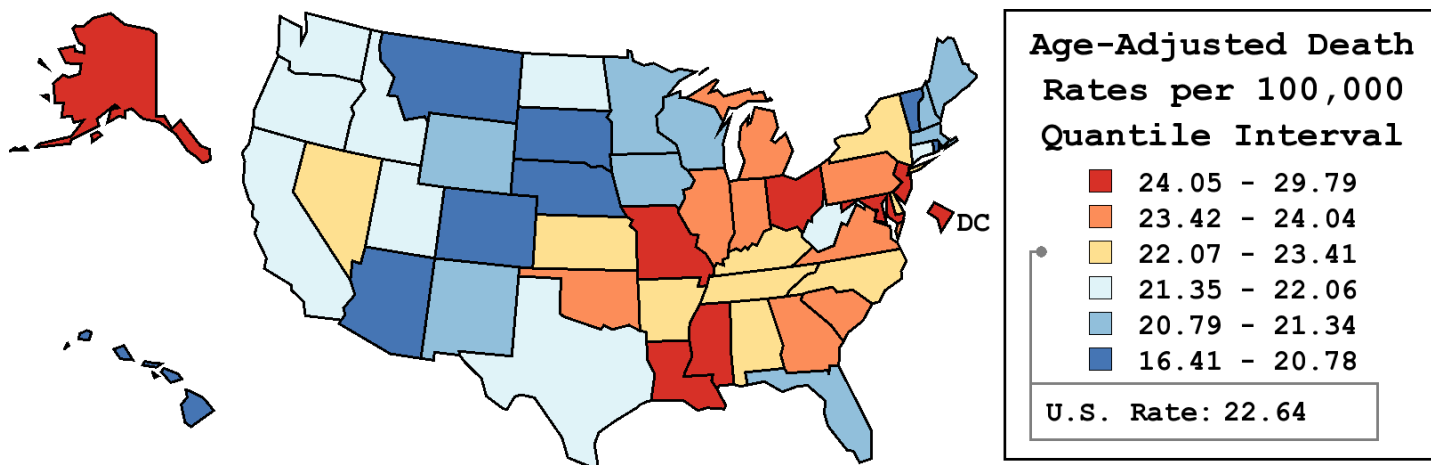 Age-Adjusted Death
Rates per 100,000
Quantile Interval
24.05 - 29.79
23.42 - 24.04
22.07 - 23.41
21.35 - 22.06
20.79 - 21.34
16.41 - 20.78
U.S. Rate: 22.64
DC